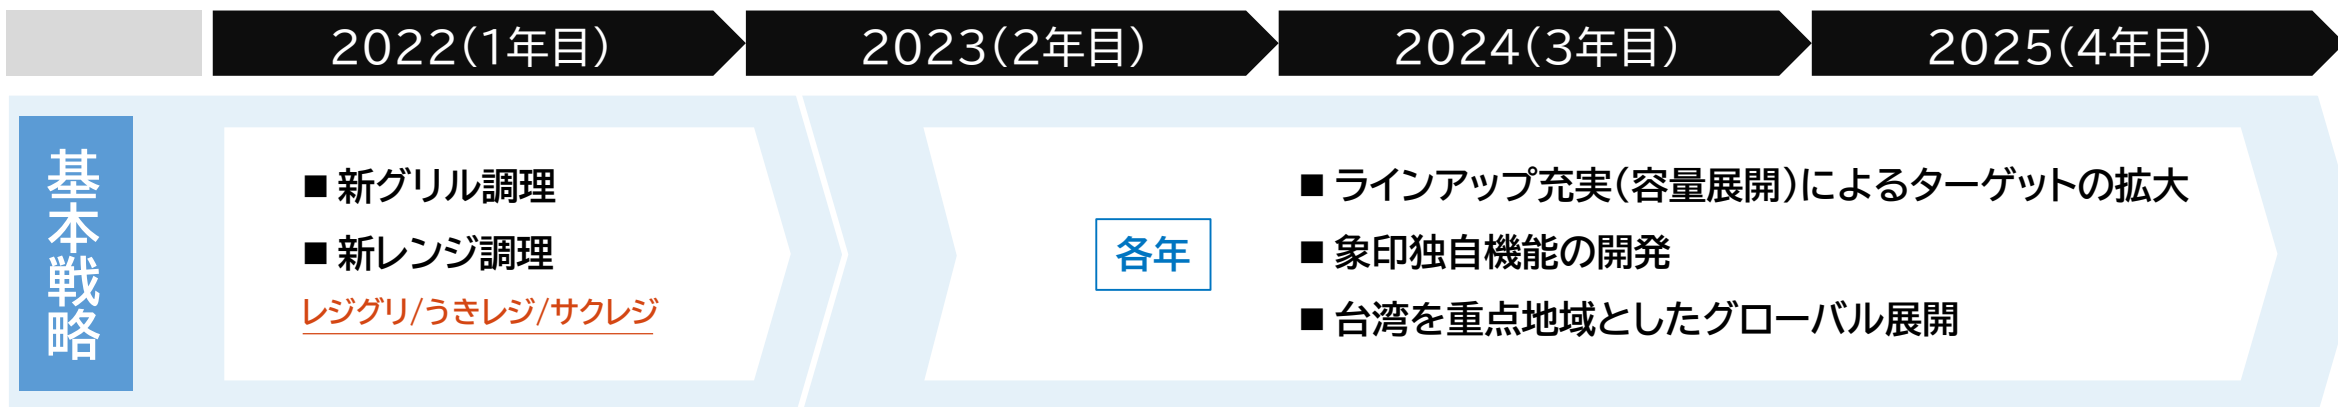 2022(1年目)
2023(2年目)
2024(3年目)
2025(4年目)
基本戦略
■ 新グリル調理
■ 新レンジ調理
レジグリ/うきレジ/サクレジ
各年
■ ラインアップ充実(容量展開)によるターゲットの拡大
■ 象印独自機能の開発
■ 台湾を重点地域としたグローバル展開